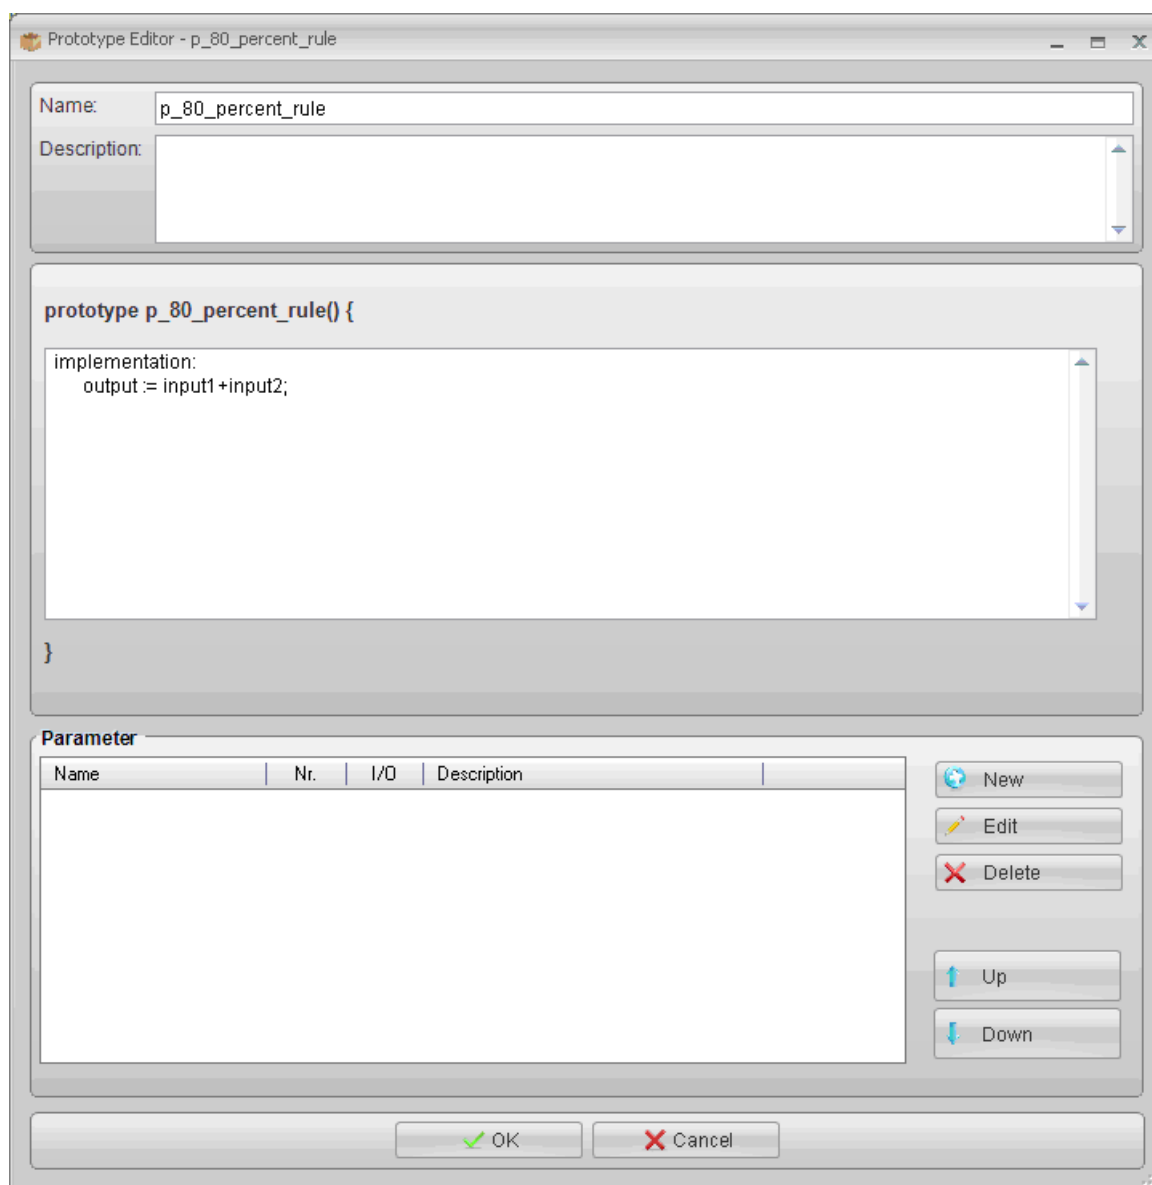 Prototype Editor - p_80_percent_rule
Name: p_80_percent_rule
Description:
prototype p_80_percent_rule() {
implementation:
output := input1+input2;
}
Parameter
Name Nr. I/O Description
New
Edit
Delete
Up
Down
OK Cancel